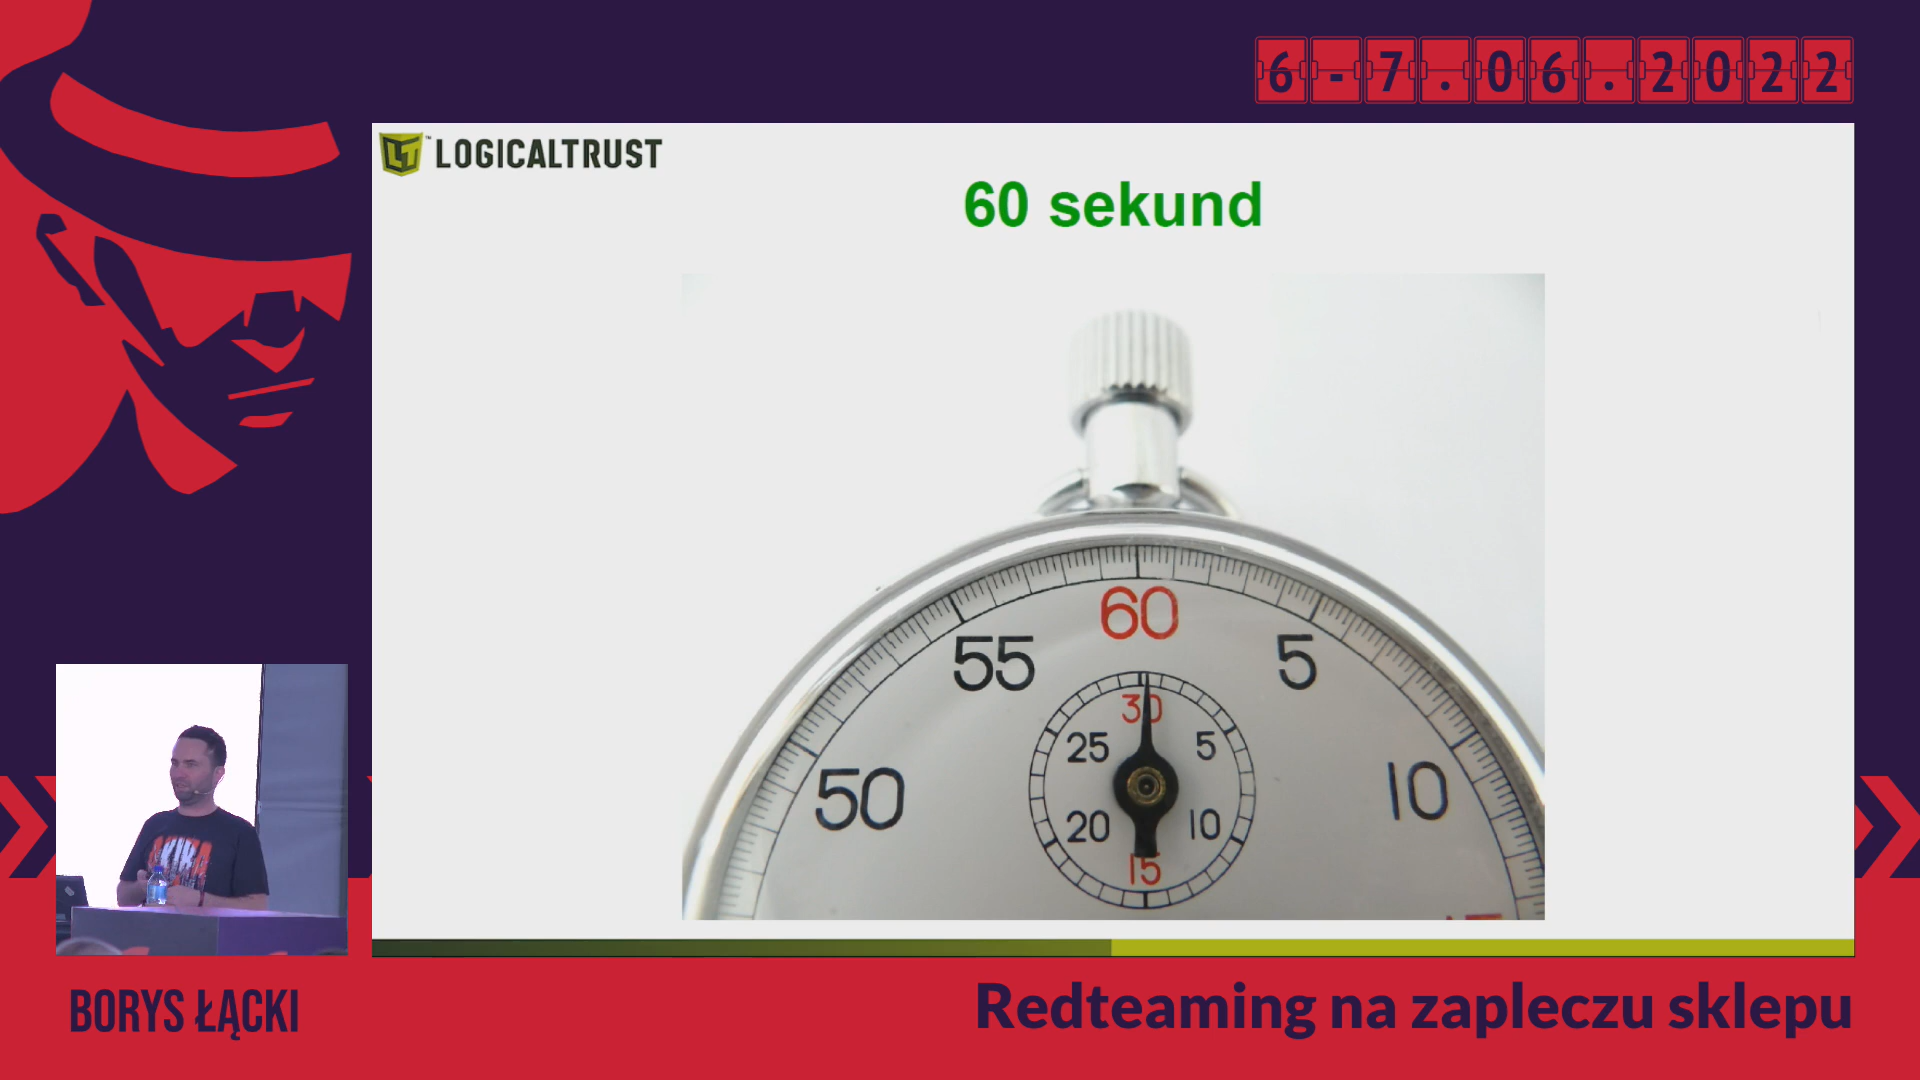 6-7.06.2022
LOGICALTRUST
60 sekund
60
55
5
30
25
5
50
10
20
10
15
AKIRA
BORYS ŁĄCKI
Redteaming na zapleczu sklepu